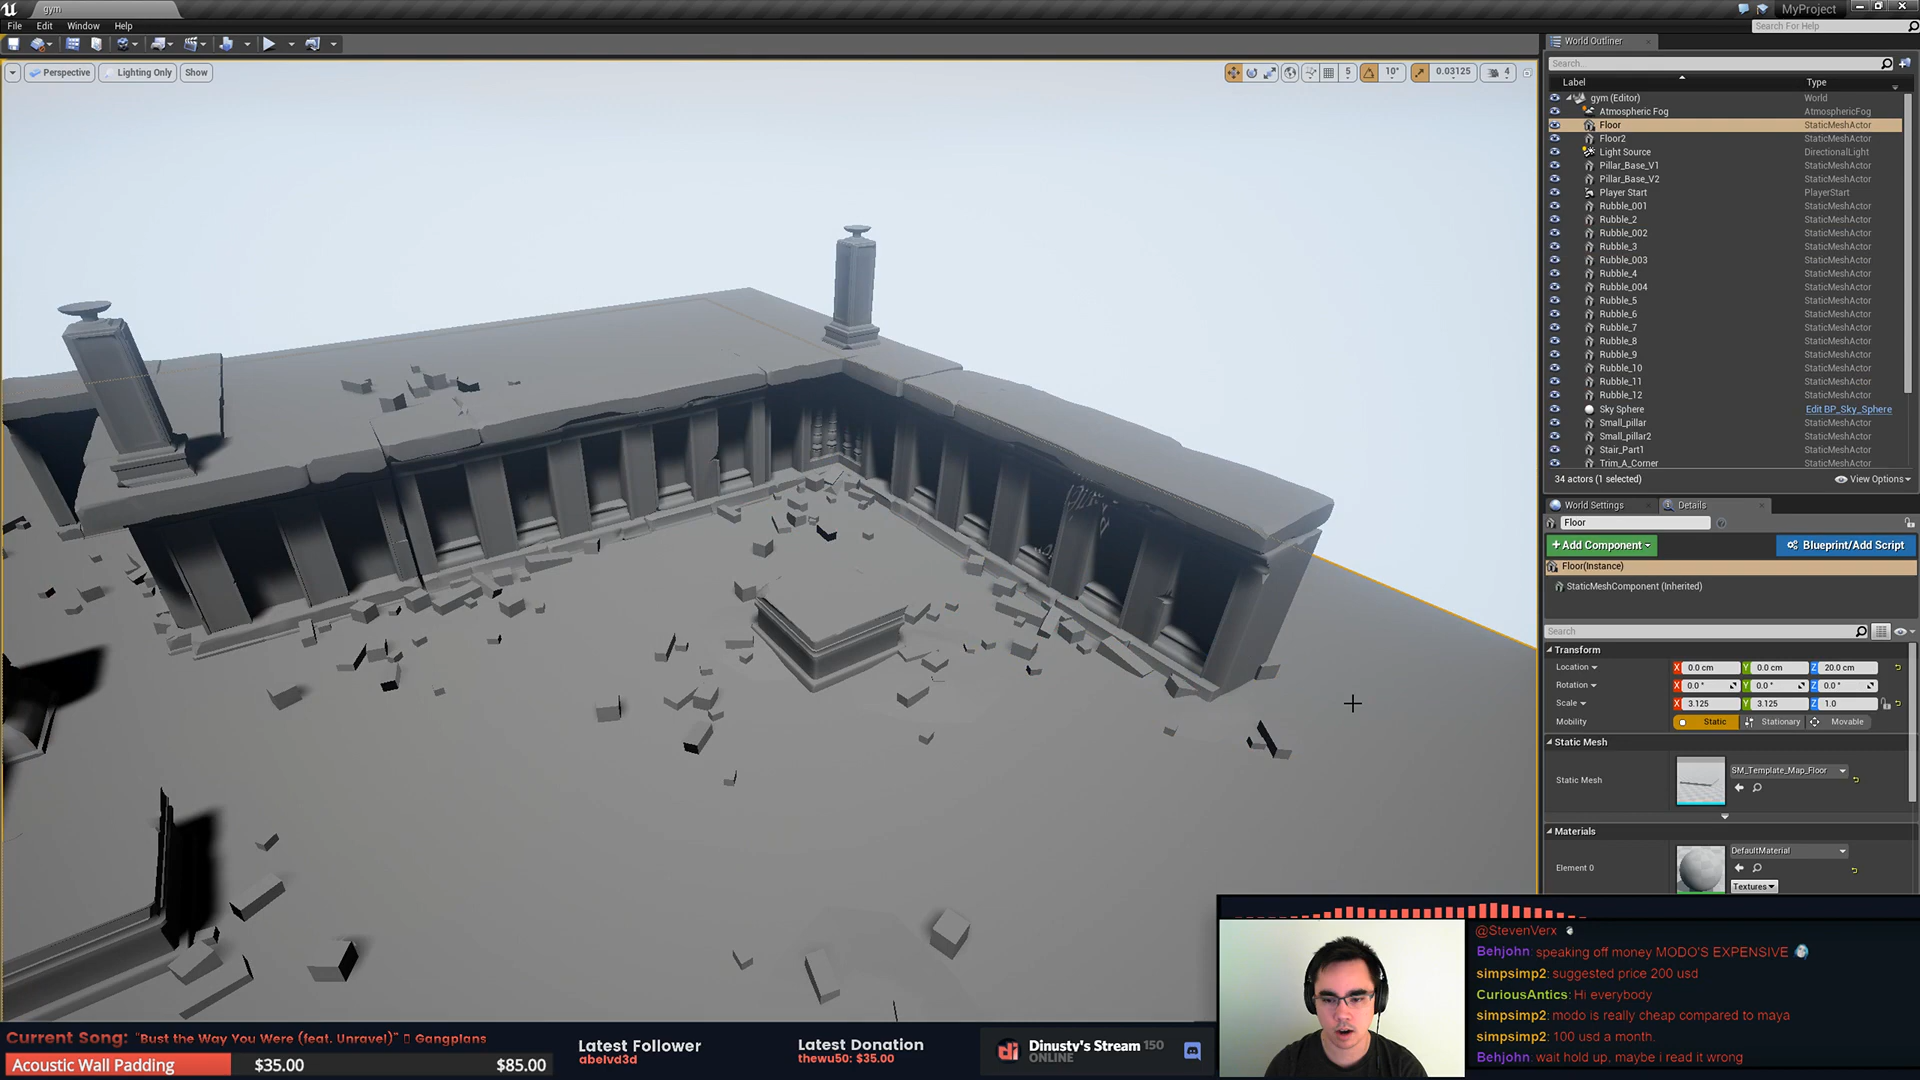 gym
MyProject
File Edit Window Help
Search For Help
Perspective Lighting Only Show
5 10° 0.03125 4
World Outliner
Search...
Label Type
gym (Editor) World
Atmospheric Fog AtmosphericFog
Floor StaticMeshActor
Floor2 StaticMeshActor
Light Source DirectionalLight
Pillar_Base_V1 StaticMeshActor
Pillar_Base_V2 StaticMeshActor
Player Start PlayerStart
Rubble_001 StaticMeshActor
Rubble_2 StaticMeshActor
Rubble_002 StaticMeshActor
Rubble_3 StaticMeshActor
Rubble_003 StaticMeshActor
Rubble_4 StaticMeshActor
Rubble_004 StaticMeshActor
Rubble_5 StaticMeshActor
Rubble_6 StaticMeshActor
Rubble_7 StaticMeshActor
Rubble_8 StaticMeshActor
Rubble_9 StaticMeshActor
Rubble_10 StaticMeshActor
Rubble_11 StaticMeshActor
Rubble_12 StaticMeshActor
Sky Sphere Edit BP_Sky_Sphere
Small_pillar StaticMeshActor
Small_pillar2 StaticMeshActor
Stair_Part1 StaticMeshActor
Trim_A_Corner StaticMeshActor
34 actors (1 selected) View Options
World Settings Details
Floor
+Add Component Blueprint/Add Script
Floor(Instance)
StaticMeshComponent (Inherited)
Search
Transform
Location X 0.0 cm Y 0.0 cm Z 20.0 cm
Rotation X 0.0 ° Y 0.0 ° Z 0.0 °
Scale X 3.125 Y 3.125 Z 1.0
Mobility Static Stationary Movable
Static Mesh
Static Mesh SM_Template_Map_Floor
Materials
Element 0 DefaultMaterial
Textures
@StevenVerx
Behjohn: speaking off money MODO'S EXPENSIVE
simpsimp2: suggested price 200 usd
CuriousAntics: Hi everybody
simpsimp2: modo is really cheap compared to maya
simpsimp2: 100 usd a month.
Behjohn: wait hold up, maybe i read it wrong
Current Song: "Bust the Way You Were (feat. Unravel)" Gangplans
Acoustic Wall Padding $35.00 $85.00
Latest Follower
abelvd3d
Latest Donation
thewu50: $35.00
Dinusty's Stream 150
ONLINE